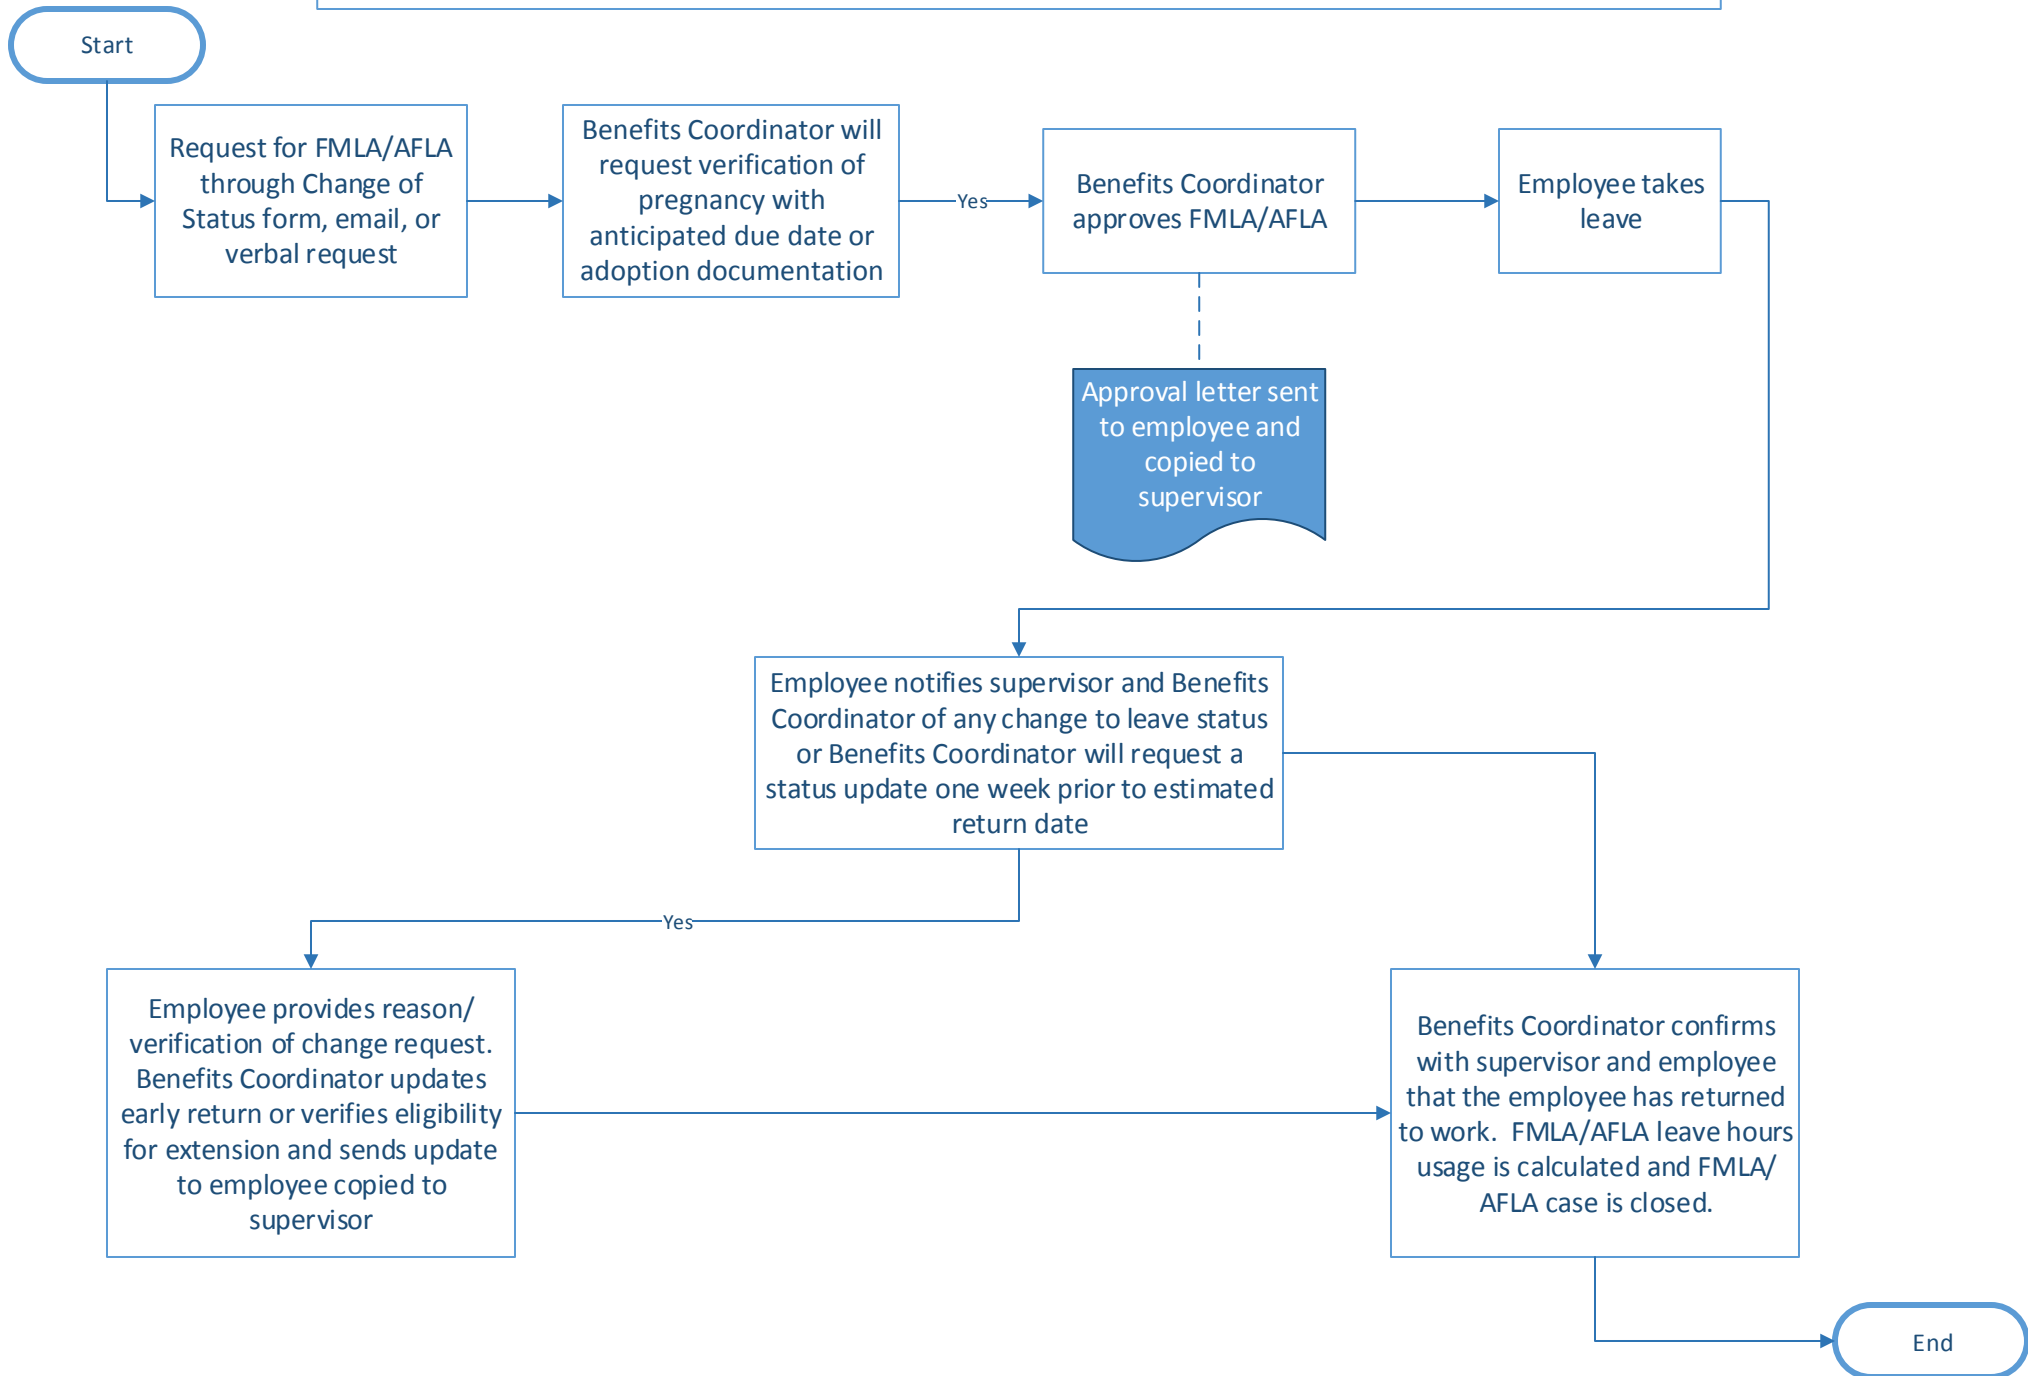 Start
Request for FMLA/AFLA
through Change of
Status form, email, or
verbal request
Benefits Coordinator will
request verification of
pregnancy with
anticipated due date or
adoption documentation
Yes
Benefits Coordinator
approves FMLA/AFLA
Employee takes
leave
Approval letter sent
to employee and
copied to
supervisor
Employee notifies supervisor and Benefits
Coordinator of any change to leave status
or Benefits Coordinator will request a
status update one week prior to estimated
return date
Yes
Employee provides reason/
verification of change request.
Benefits Coordinator updates
early return or verifies eligibility
for extension and sends update
to employee copied to
supervisor
Benefits Coordinator confirms
with supervisor and employee
that the employee has returned
to work.  FMLA/AFLA leave hours
usage is calculated and FMLA/
AFLA case is closed.
End